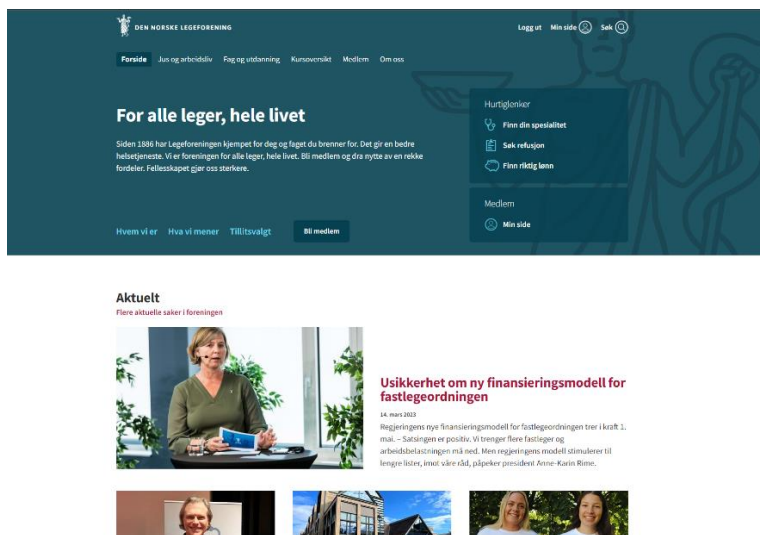 DEN NORSKE LEGEFORENING
Logg ut Min side Søk
Forside Jus og arbeidsliv Fag og utdanning Kursoversikt Medlem Om oss
For alle leger, hele livet
Siden 1886 har Legeforeningen kjempet for deg og faget du brenner for. Det gir en bedre
helsetjeneste. Vi er foreningen for alle leger, hele livet. Bli medlem og dra nytte av en rekke
fordeler. Fellesskapet gjør oss sterkere.
Hvem vi er Hva vi mener Tillitsvalgt Bli medlem
Hurtiglenker
Finn din spesialitet
Søk refusjon
Finn riktig lønn
Medlem
Min side
Aktuelt
Flere aktuelle saker i foreningen
Usikkerhet om ny finansieringsmodell for
fastlegeordningen
14. mars 2023
Regjeringens nye finansieringsmodell for fastlegeordningen trer i kraft 1.
mai. – Satsingen er positiv. Vi trenger flere fastleger og
arbeidsbelastningen må ned. Men regjeringens modell stimulerer til
lengre lister, imot våre råd, påpeker president Anne-Karin Rime.